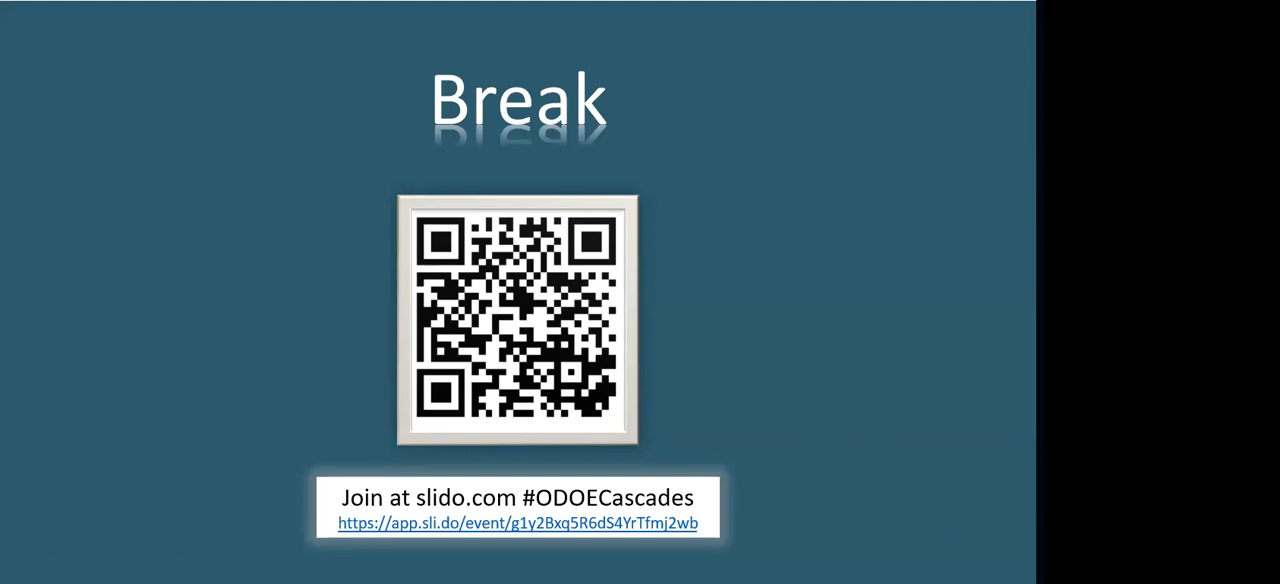 Break
Join at slido.com #ODOECascades
https://app.sli.do/event/g1y2Bxq5R6dS4YrTfmj2wb